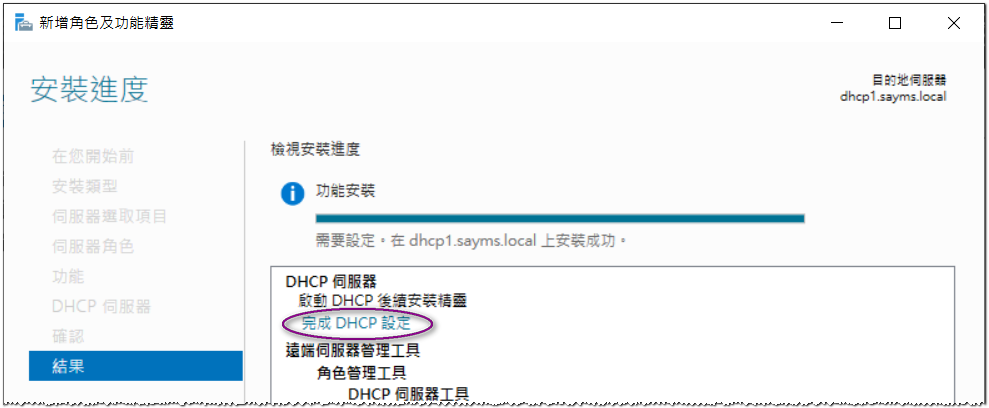 新增角色及功能精靈
安裝進度
目的地伺服器
dhcp1.sayms.local
在您開始前
安裝類型
伺服器選取項目
伺服器角色
功能
DHCP 伺服器
確認
結果
檢視安裝進度
功能安裝
需要設定。在 dhcp1.sayms.local 上安裝成功。
DHCP 伺服器
啟動 DHCP 後續安裝精靈
完成 DHCP 設定
遠端伺服器管理工具
角色管理工具
DHCP 伺服器工具